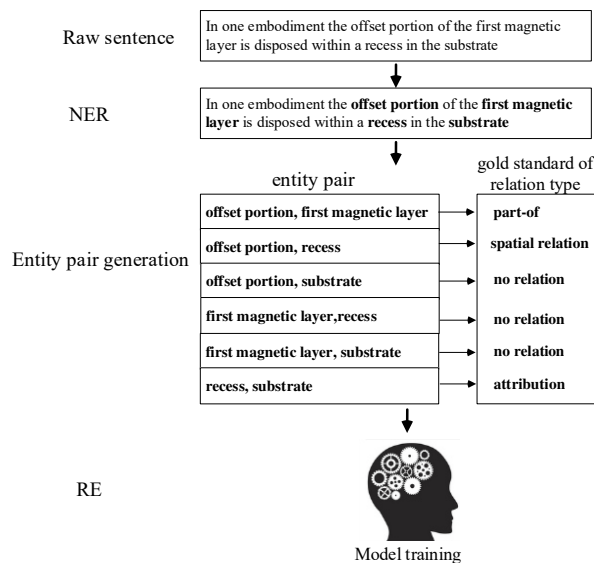 Raw sentence
In one embodiment the offset portion of the first magnetic
layer is disposed within a recess in the substrate
NER
In one embodiment the offset portion of the first magnetic
layer is disposed within a recess in the substrate
entity pair
gold standard of
relation type
Entity pair generation
offset portion, first magnetic layer
part-of
offset portion, recess
spatial relation
offset portion, substrate
no relation
first magnetic layer,recess
no relation
first magnetic layer, substrate
no relation
recess, substrate
attribution
RE
Model training